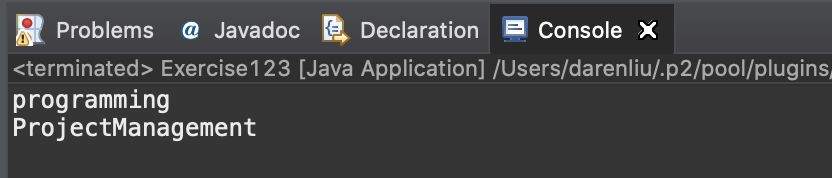 Problems @ Javadoc Declaration Console
<terminated> Exercise123 [Java Application] /Users/darenliu/.p2/pool/plugins/
programming
ProjectManagement